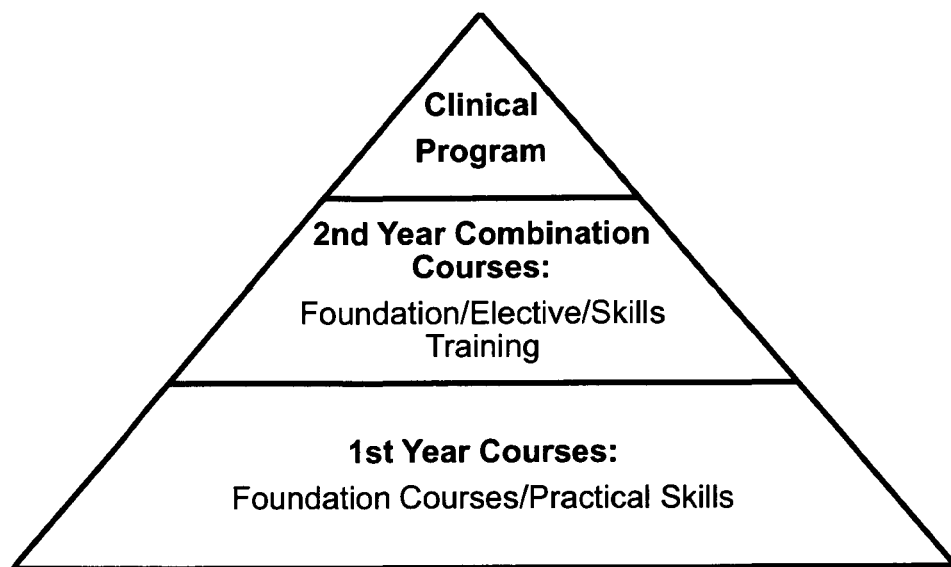 Clinical
Program
2nd Year Combination
Courses:
Foundation/Elective/Skills
Training
1st Year Courses:
Foundation Courses/Practical Skills